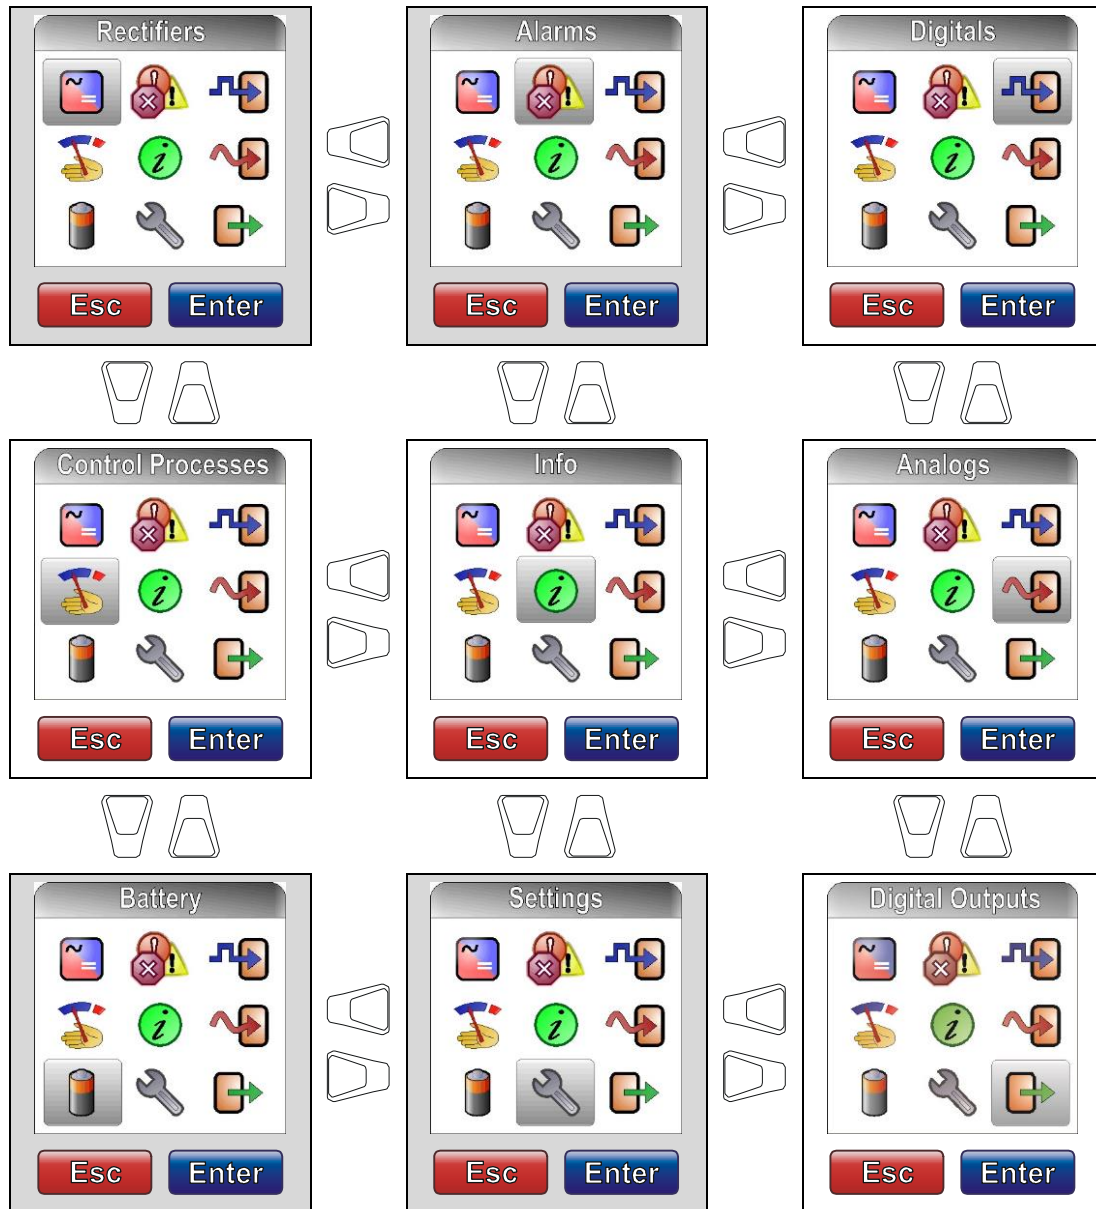 Rectifiers
Esc Enter
Alarms
Esc Enter
Digitals
Esc Enter
Control Processes
Esc Enter
Info
Esc Enter
Analogs
Esc Enter
Battery
Esc Enter
Settings
Esc Enter
Digital Outputs
Esc Enter